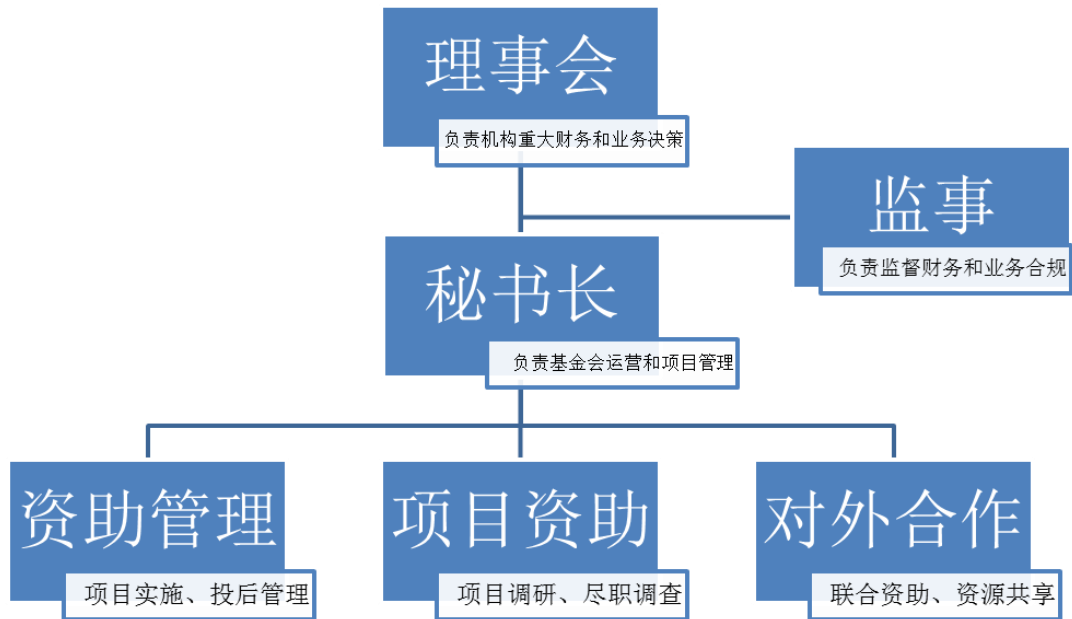 理事会
负责机构重大财务和业务决策
监事
负责监督财务和业务合规
秘书长
负责基金会运营和项目管理
资助管理
项目实施、投后管理
项目资助
项目调研、尽职调查
对外合作
联合资助、资源共享